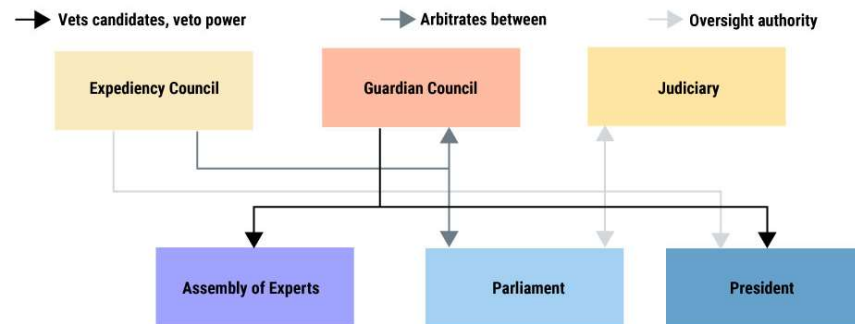 Vets candidates, veto power
Arbitrates between
Oversight authority
Expediency Council
Guardian Council
Judiciary
Assembly of Experts
Parliament
President